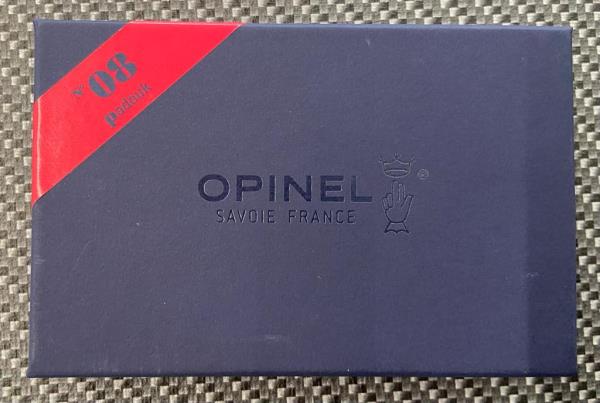 N° 08
padouk
OPINEL ®
SAVOIE FRANCE